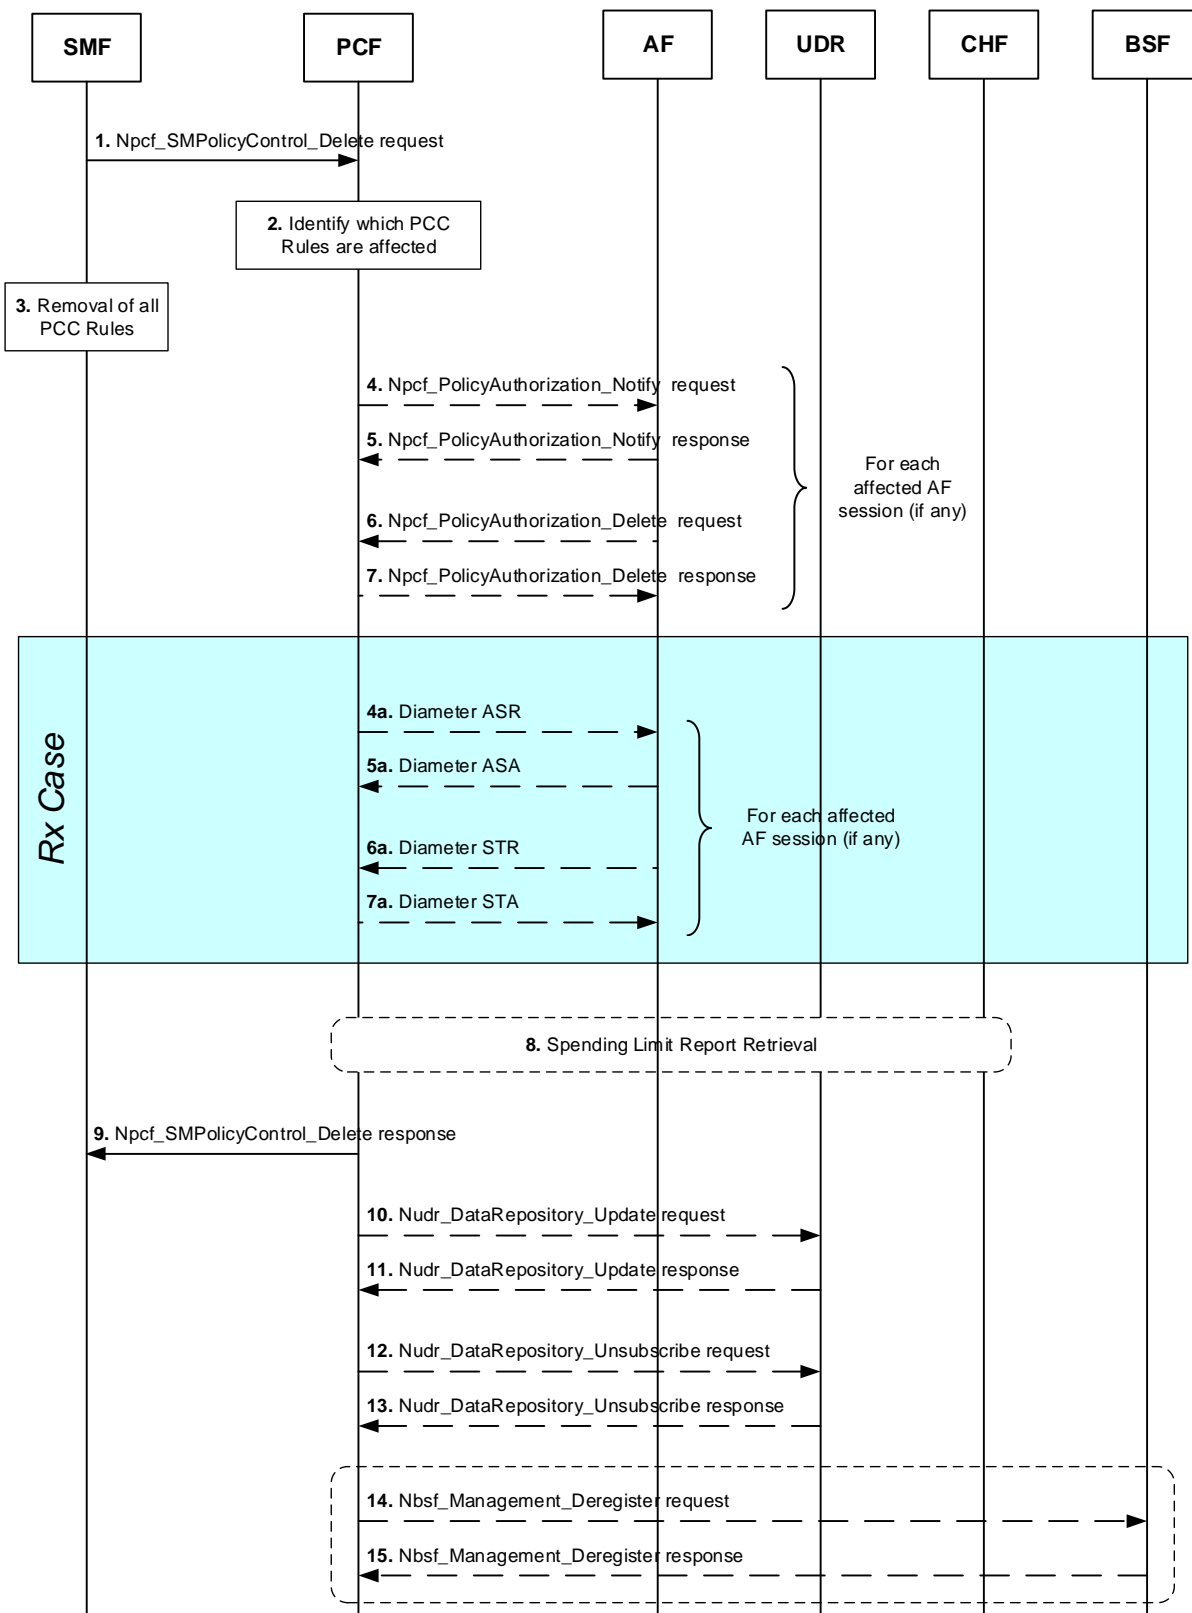 SMF
PCF
AF
UDR
CHF
BSF
1. Npcf_SMPolicyControl_Delete request
2. Identify which PCC
Rules are affected
3. Removal of all
PCC Rules
4. Npcf_PolicyAuthorization_Notify request
5. Npcf_PolicyAuthorization_Notify response
For each
affected AF
session (if any)
6. Npcf_PolicyAuthorization_Delete request
7. Npcf_PolicyAuthorization_Delete response
Rx Case
4a. Diameter ASR
5a. Diameter ASA
For each affected
AF session (if any)
6a. Diameter STR
7a. Diameter STA
8. Spending Limit Report Retrieval
9. Npcf_SMPolicyControl_Delete response
10. Nudr_DataRepository_Update request
11. Nudr_DataRepository_Update response
12. Nudr_DataRepository_Unsubscribe request
13. Nudr_DataRepository_Unsubscribe response
14. Nbsf_Management_Deregister request
15. Nbsf_Management_Deregister response